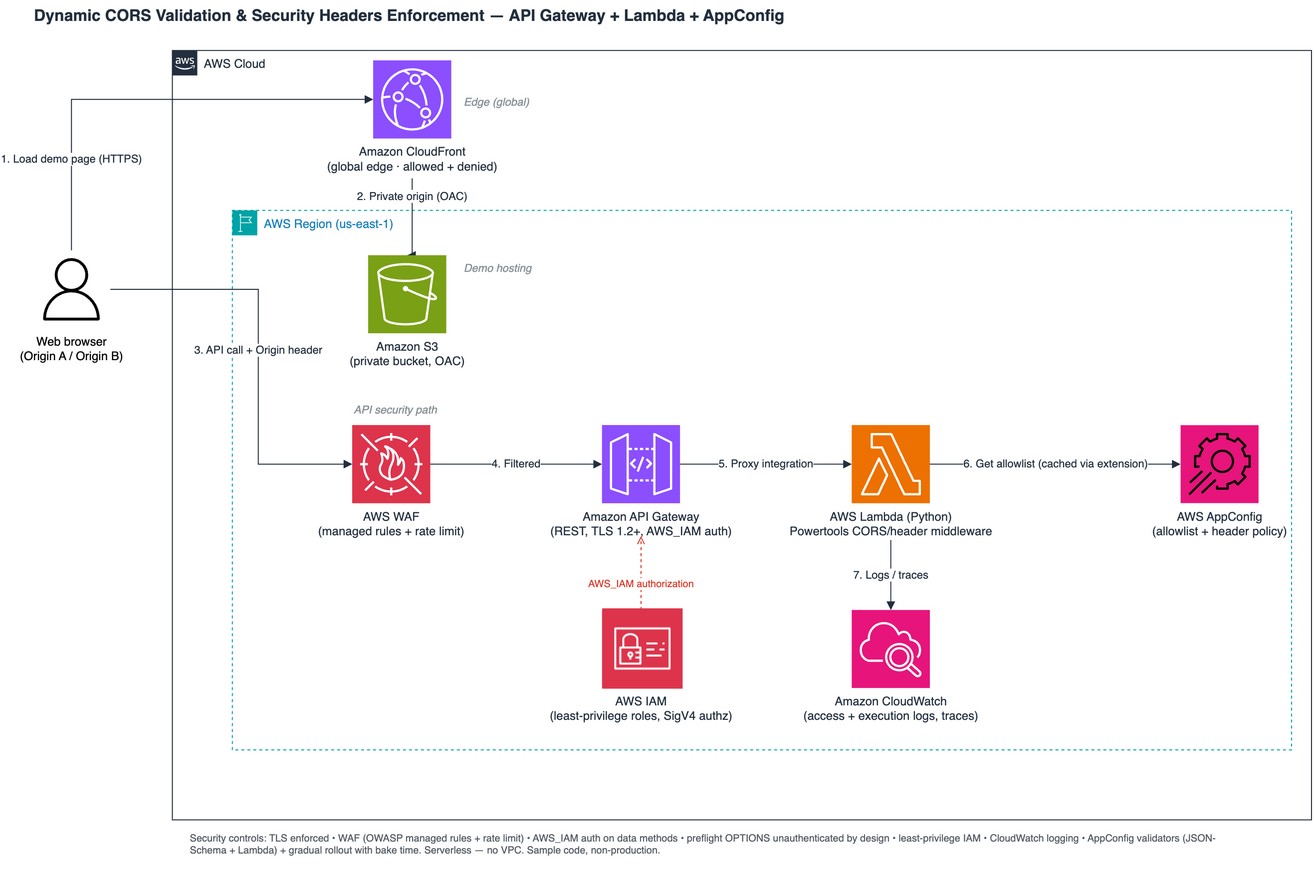 Dynamic CORS Validation & Security Headers Enforcement — API Gateway + Lambda + AppConfig
aws
AWS Cloud
Edge (global)
Amazon CloudFront
(global edge · allowed + denied)
1. Load demo page (HTTPS)
2. Private origin (OAC)
AWS Region (us-east-1)
Demo hosting
Web browser
(Origin A / Origin B)
3. API call + Origin header
Amazon S3
(private bucket, OAC)
API security path
4. Filtered
5. Proxy integration
6. Get allowlist (cached via extension)
</>
AWS WAF
(managed rules + rate limit)
Amazon API Gateway
(REST, TLS 1.2+, AWS_IAM auth)
AWS Lambda (Python)
Powertools CORS/header middleware
AWS AppConfig
(allowlist + header policy)
AWS_IAM authorization
7. Logs / traces
AWS IAM
(least-privilege roles, SigV4 authz)
Amazon CloudWatch
(access + execution logs, traces)
Security controls: TLS enforced • WAF (OWASP managed rules + rate limit) • AWS_IAM auth on data methods • preflight OPTIONS unauthenticated by design • least-privilege IAM • CloudWatch logging • AppConfig validators (JSON-
Schema + Lambda) + gradual rollout with bake time. Serverless — no VPC. Sample code, non-production.